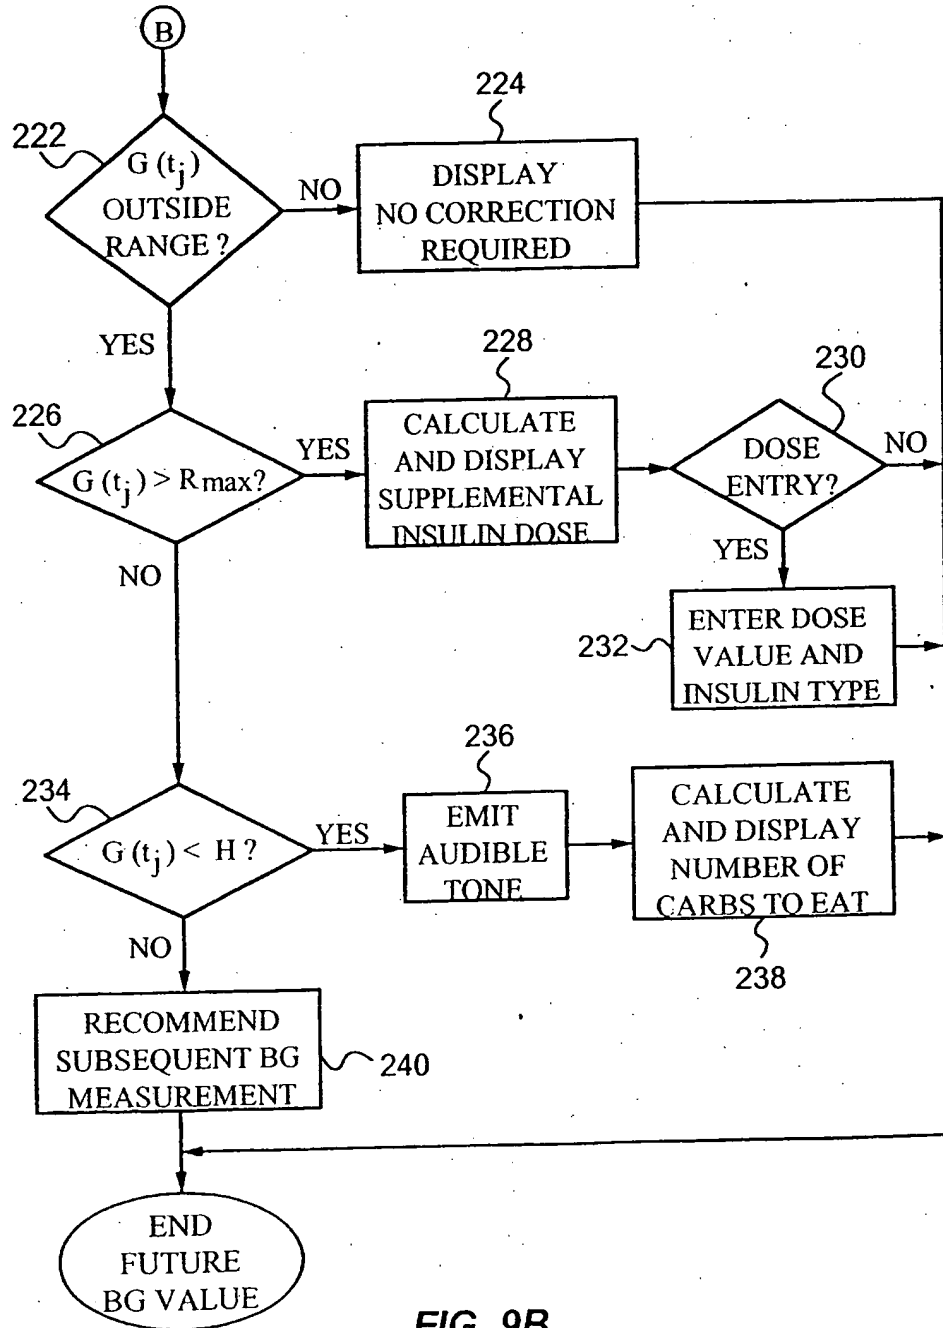 B
222
G (tj)
OUTSIDE
RANGE ?
NO
224
DISPLAY
NO CORRECTION
REQUIRED
YES
226
G (tj) > Rmax?
YES
228
CALCULATE
AND DISPLAY
SUPPLEMENTAL
INSULIN DOSE
230
DOSE
ENTRY?
NO
YES
232
ENTER DOSE
VALUE AND
INSULIN TYPE
NO
234
G (tj) < H ?
YES
236
EMIT
AUDIBLE
TONE
CALCULATE
AND DISPLAY
NUMBER OF
CARBS TO EAT
238
NO
RECOMMEND
SUBSEQUENT BG
MEASUREMENT
240
END
FUTURE
BG VALUE
FIG. 9B